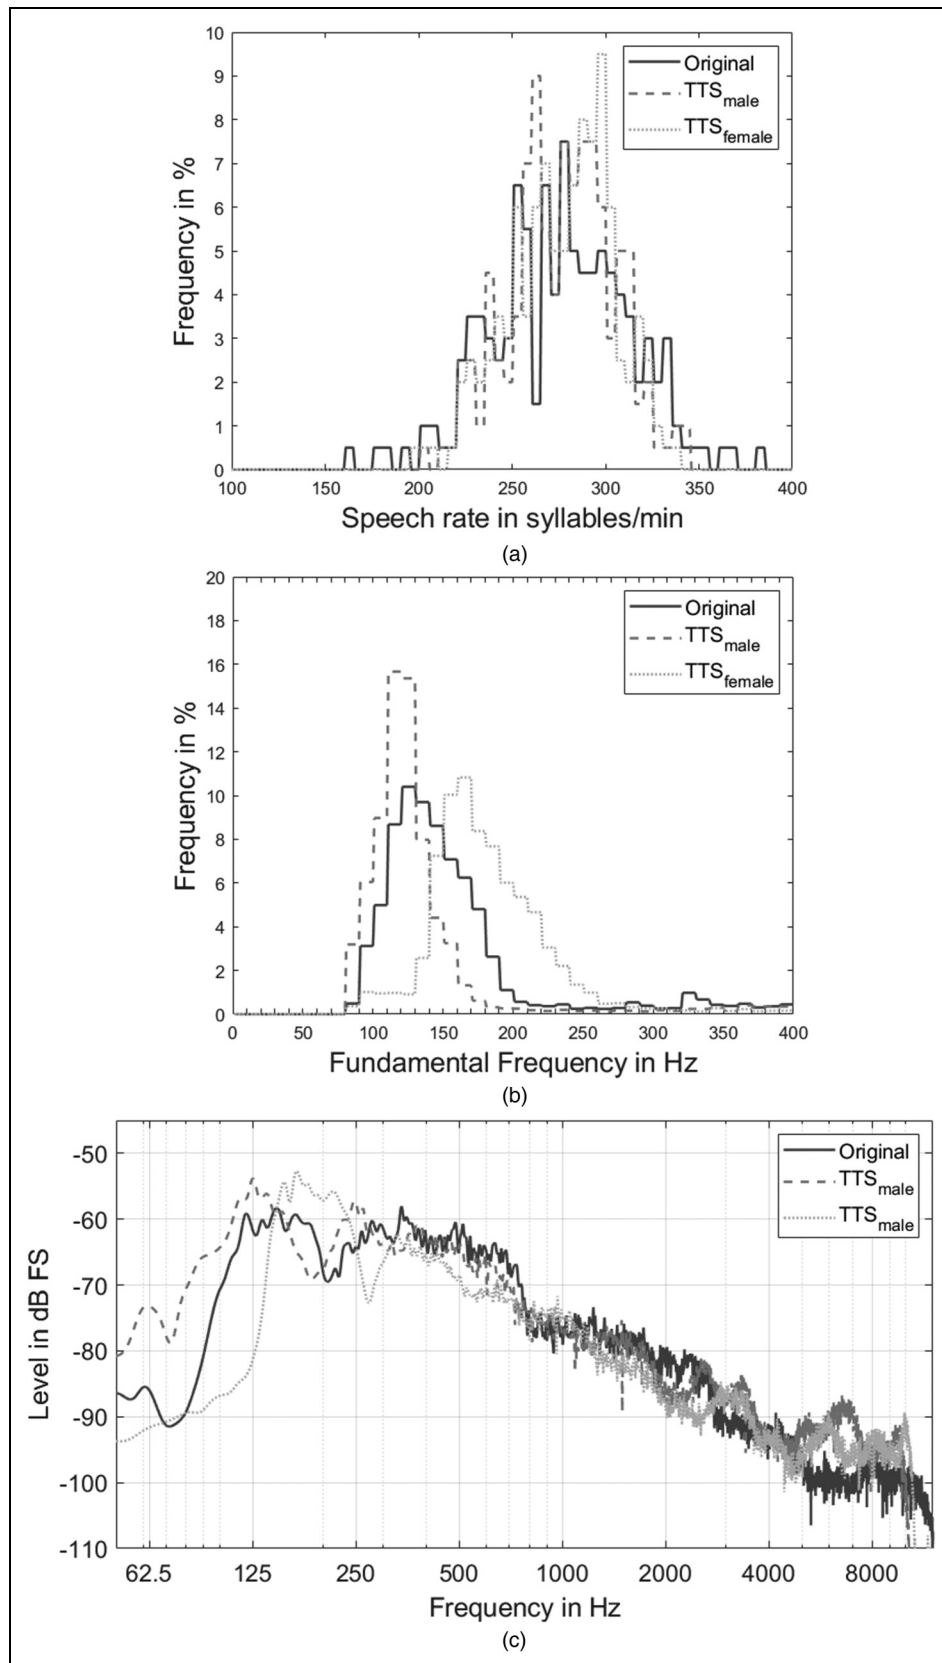 10
9
8
7
6
5
4
3
2
1
0
Frequency in %
Original
TTSmale
TTSfemale
100 150 200 250 300 350 400
Speech rate in syllables/min
(a)
20
18
16
14
12
10
8
6
4
2
0
Frequency in %
Original
TTSmale
TTSfemale
0 50 100 150 200 250 300 350 400
Fundamental Frequency in Hz
(b)
-50
-60
-70
-80
-90
-100
-110
Level in dB FS
Original
TTSmale
TTSmale
62.5 125 250 500 1000 2000 4000 8000
Frequency in Hz
(c)